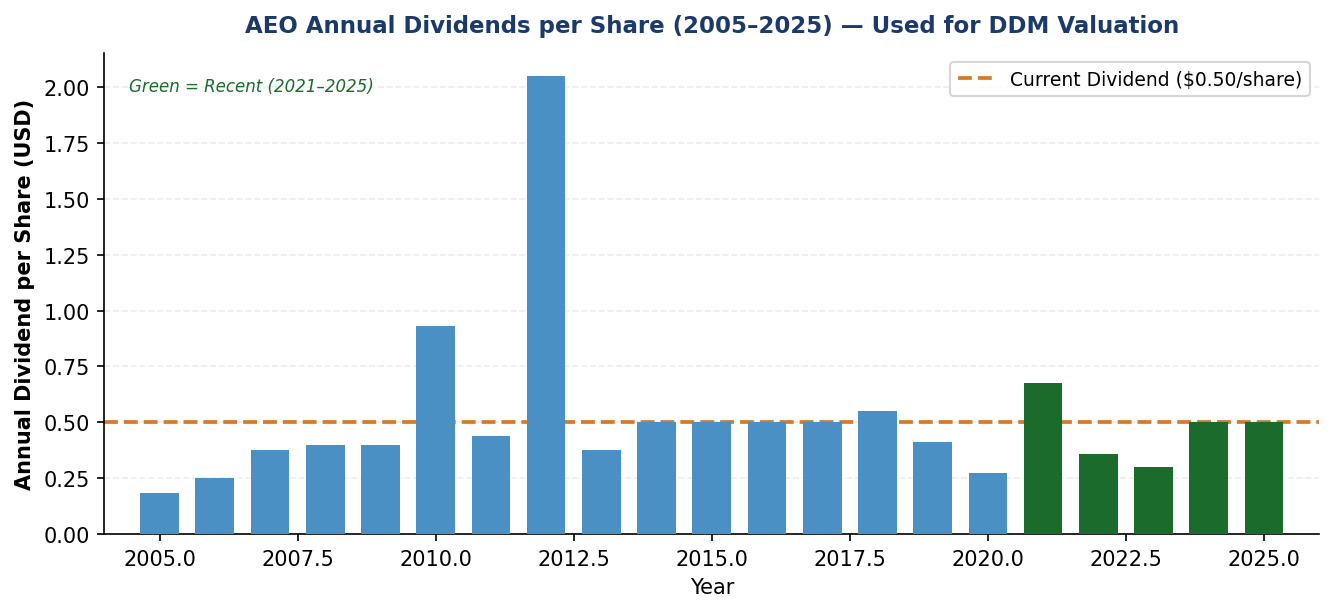 AEO Annual Dividends per Share (2005–2025) — Used for DDM Valuation
Green = Recent (2021–2025)
Current Dividend ($0.50/share)
Annual Dividend per Share (USD)
2.00
1.75
1.50
1.25
1.00
0.75
0.50
0.25
0.00
2005.0 2007.5 2010.0 2012.5 2015.0 2017.5 2020.0 2022.5 2025.0
Year